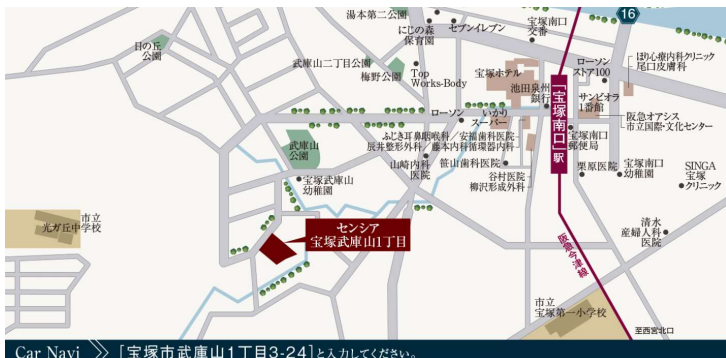 湯本第二公園
にじの森
保育園
セブンイレブン
宝塚南口
交番
16
目の丘
公園
武庫山二丁目公園
梅野公園
Top
Works-Body
宝塚ホテル
池田泉州
銀行
ローソン
ストア100
ほり心療内科クリニック
尾口皮膚科
サンビオラ
1番館
阪急オアシス
市立国際・文化センター
ローソン
いかり
スーパー
「宝塚南口」駅
宝塚南口
郵便局
武庫山
公園
ふじき耳鼻咽喉科／安福歯科医院
辰井整形外科／藤本内科循環器内科
山崎内科
医院
笹山歯科医院
谷村医院
柳沢形成外科
栗原医院
宝塚南口
幼稚園
SINGA
宝塚
クリニック
宝塚武庫山
幼稚園
市立
光ガ丘中学校
センシア
宝塚武庫山1丁目
清水
産婦人科
医院
阪急今津線
市立
宝塚第一小学校
至西宮北口
Car Navi ≫ [宝塚市武庫山1丁目3-24]と入力してください。